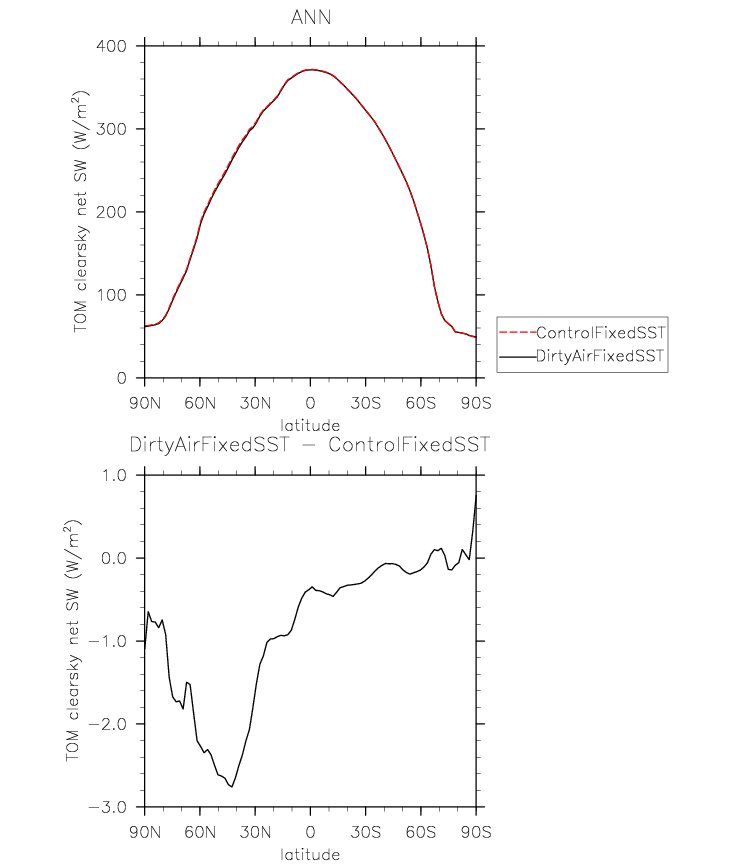 ANN
TOM clearsky net SW (W/m²)
400
300
200
100
0
90N 60N 30N 0 30S 60S 90S
latitude
ControlFixedSST
DirtyAirFixedSST
DirtyAirFixedSST − ControlFixedSST
TOM clearsky net SW (W/m²)
1.0
0.0
−1.0
−2.0
−3.0
90N 60N 30N 0 30S 60S 90S
latitude